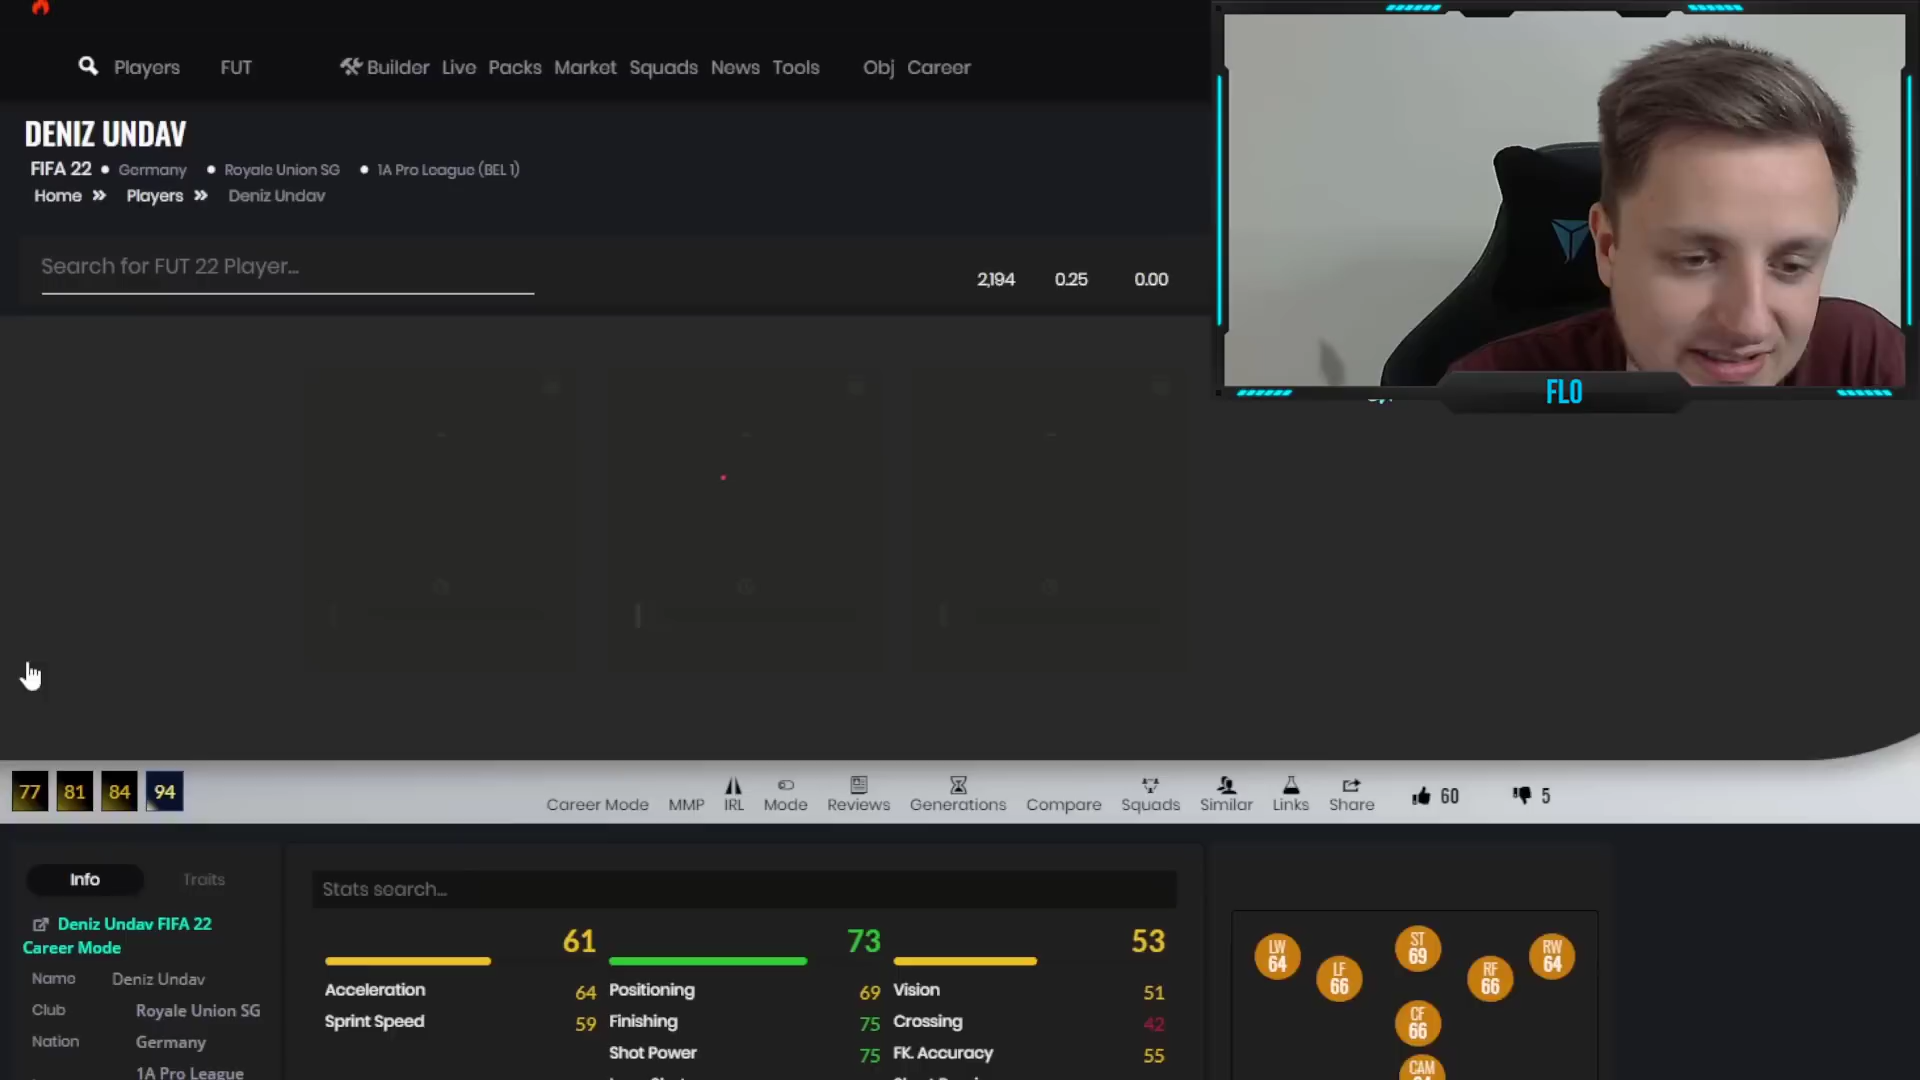 Players FUT Builder Live Packs Market Squads News Tools Obj Career
DENIZ UNDAV
FIFA 22 • Germany • Royale Union SG • 1A Pro League (BEL 1)
Home » Players » Deniz Undav
Search for FUT 22 Player...
2,194 0.25 0.00
FLO
77 81 84 94
Career Mode MMP IRL Mode Reviews Generations Compare Squads Similar Links Share 60 5
Info Traits
Deniz Undav FIFA 22
Career Mode
Name Deniz Undav
Club Royale Union SG
Nation Germany
1A Pro League
Stats search...
61 73 53
Acceleration 64 Positioning 69 Vision 51
Sprint Speed 59 Finishing 75 Crossing 42
Shot Power 75 FK. Accuracy 55
LW
64
LF
66
ST
69
RF
66
RW
64
CF
66
CAM